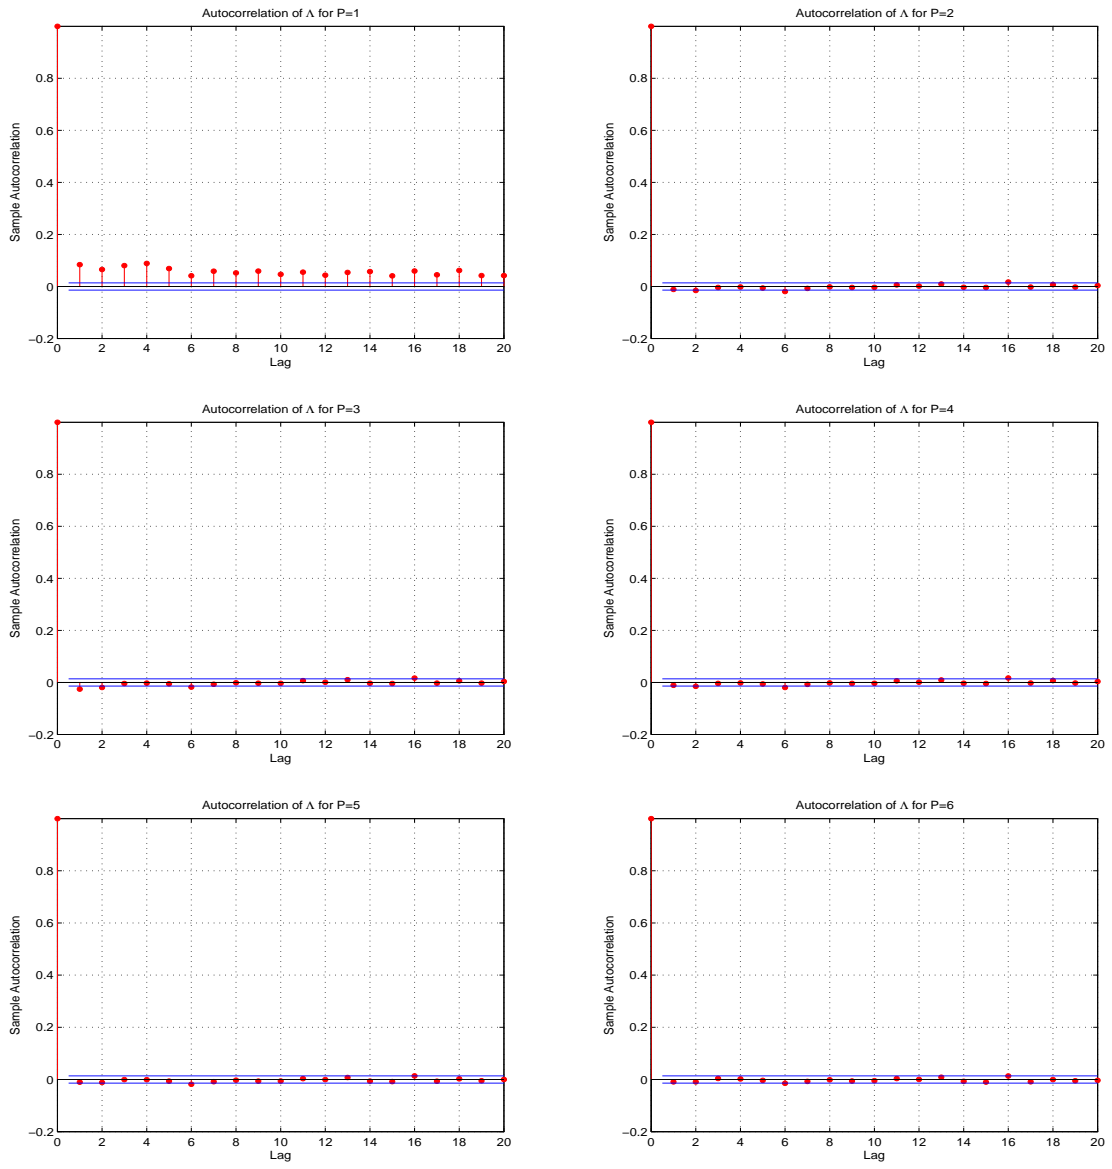 Autocorrelation of Λ for P=1
Sample Autocorrelation
0.8
0.6
0.4
0.2
0
−0.2
0 2 4 6 8 10 12 14 16 18 20
Lag
Autocorrelation of Λ for P=2
Sample Autocorrelation
0.8
0.6
0.4
0.2
0
−0.2
0 2 4 6 8 10 12 14 16 18 20
Lag
Autocorrelation of Λ for P=3
Sample Autocorrelation
0.8
0.6
0.4
0.2
0
−0.2
0 2 4 6 8 10 12 14 16 18 20
Lag
Autocorrelation of Λ for P=4
Sample Autocorrelation
0.8
0.6
0.4
0.2
0
−0.2
0 2 4 6 8 10 12 14 16 18 20
Lag
Autocorrelation of Λ for P=5
Sample Autocorrelation
0.8
0.6
0.4
0.2
0
−0.2
0 2 4 6 8 10 12 14 16 18 20
Lag
Autocorrelation of Λ for P=6
Sample Autocorrelation
0.8
0.6
0.4
0.2
0
−0.2
0 2 4 6 8 10 12 14 16 18 20
Lag